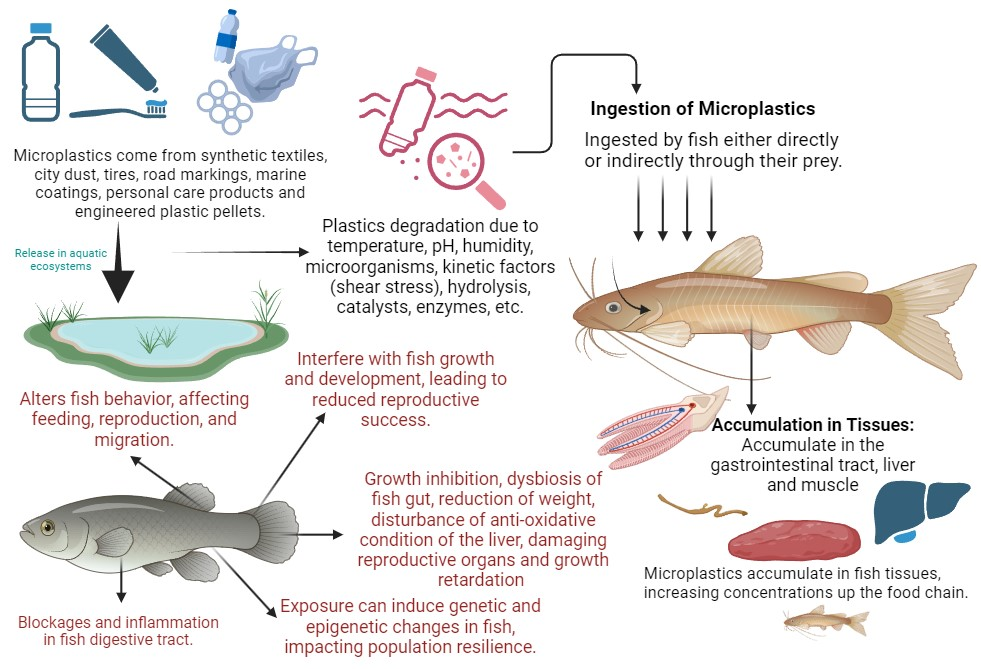 Microplastics come from synthetic textiles,
city dust, tires, road markings, marine
coatings, personal care products and
engineered plastic pellets.
Release in aquatic
ecosystems
Plastics degradation due to
temperature, pH, humidity,
microorganisms, kinetic factors
(shear stress), hydrolysis,
catalysts, enzymes, etc.
Ingestion of Microplastics
Ingested by fish either directly
or indirectly through their prey.
Accumulation in Tissues:
Accumulate in the
gastrointestinal tract, liver
and muscle
Microplastics accumulate in fish tissues,
increasing concentrations up the food chain.
Alters fish behavior, affecting
feeding, reproduction, and
migration.
Interfere with fish growth
and development, leading to
reduced reproductive
success.
Growth inhibition, dysbiosis of
fish gut, reduction of weight,
disturbance of anti-oxidative
condition of the liver, damaging
reproductive organs and growth
retardation
Exposure can induce genetic and
epigenetic changes in fish,
impacting population resilience.
Blockages and inflammation
in fish digestive tract.